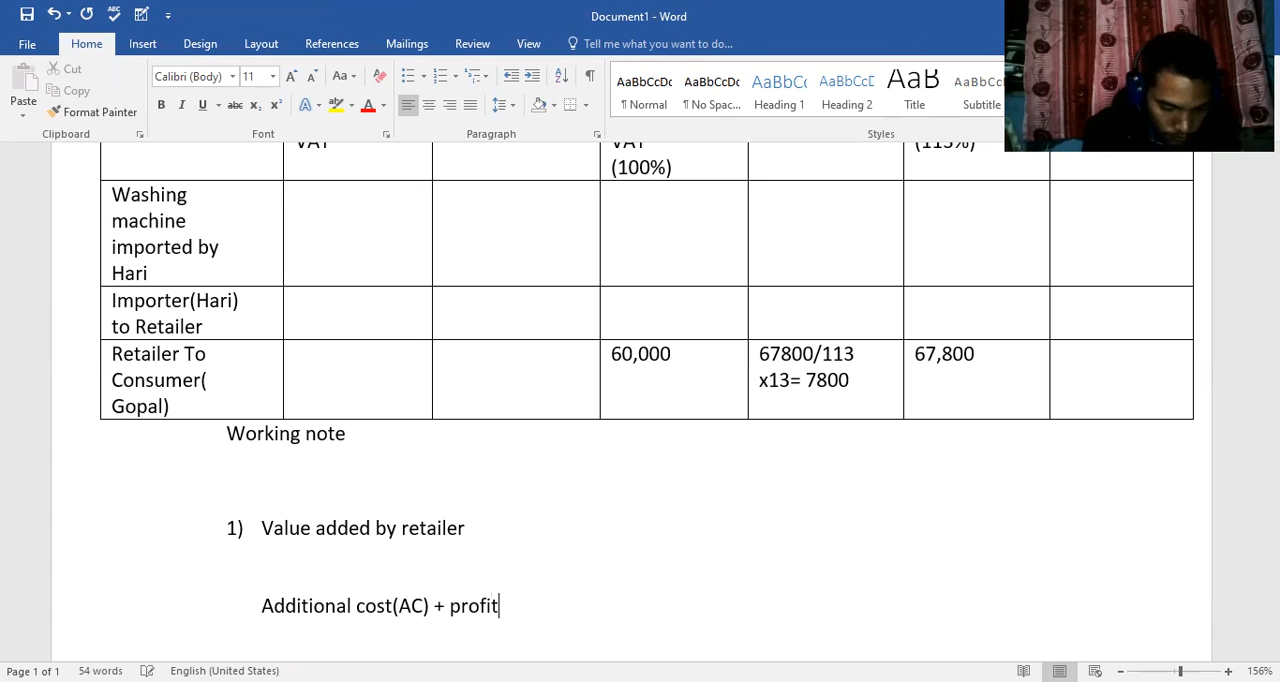 Document1 - Word
File Home Insert Design Layout References Mailings Review View Tell me what you want to do...
Cut
Copy
Paste
Format Painter
Clipboard
Calibri (Body) 11
Font
Paragraph
AaBbCcDc AaBbCcDc AaBbCc AaBbCcD AaB AaBbCcD
¶ Normal ¶ No Spac... Heading 1 Heading 2 Title Subtitle
Styles
VAT
VAT
(100%)
(113%)
Washing
machine
imported by
Hari
Importer(Hari)
to Retailer
Retailer To
Consumer(
Gopal)
60,000
67800/113
x13= 7800
67,800
Working note
1) Value added by retailer
Additional cost(AC) + profit
Page 1 of 1 54 words English (United States) 156%